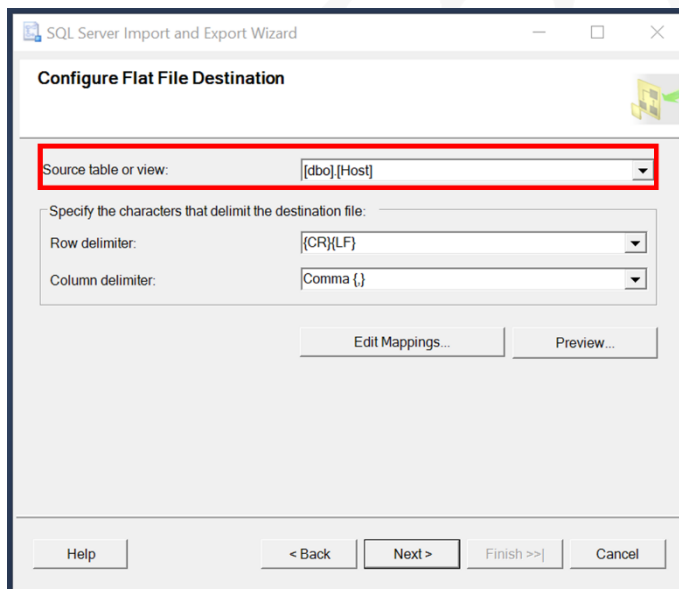 SQL Server Import and Export Wizard
Configure Flat File Destination
Source table or view: [dbo].[Host]
Specify the characters that delimit the destination file:
Row delimiter: {CR}{LF}
Column delimiter: Comma {,}
Edit Mappings... Preview...
Help < Back Next > Finish >>| Cancel